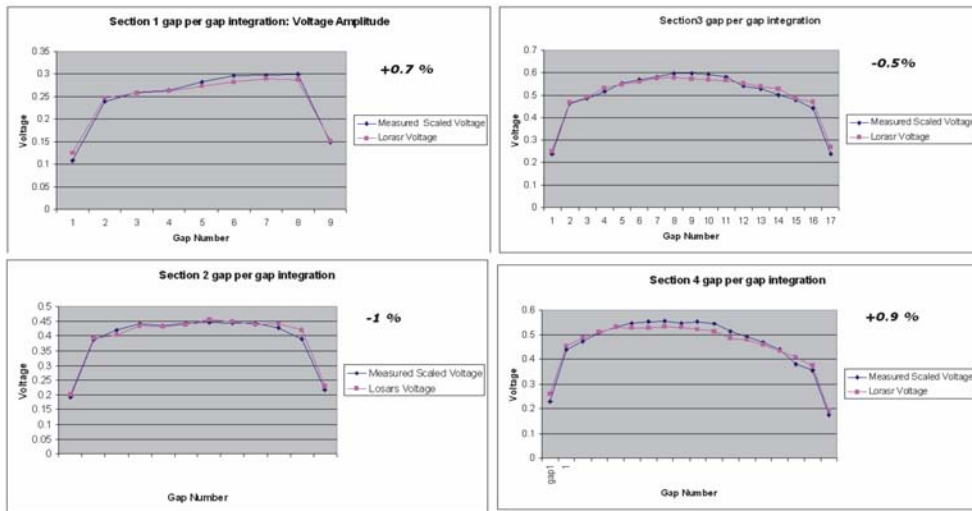 Section 1 gap per gap integration: Voltage Amplitude
+0.7 %
Voltage
0.35
0.3
0.25
0.2
0.15
0.1
0.05
0
1 2 3 4 5 6 7 8 9
Gap Number
Measured Scaled Voltage
Lorasr Voltage
Section3 gap per gap integration
-0.5%
Voltage
0.7
0.6
0.5
0.4
0.3
0.2
0.1
0
1 2 3 4 5 6 7 8 9 10 11 12 13 14 15 16 17
Gap Number
Measured Scaled Voltage
Lorasr Voltage
Section 2 gap per gap integration
-1 %
Voltage
0.5
0.45
0.4
0.35
0.3
0.25
0.2
0.15
0.1
0.05
0
Gap Number
Measured Scaled Voltage
Losars Voltage
Section 4 gap per gap integration
+0.9 %
Voltage
0.6
0.5
0.4
0.3
0.2
0.1
0
gap1
1
Gap Number
Measured Scaled Voltage
Lorasr Voltage